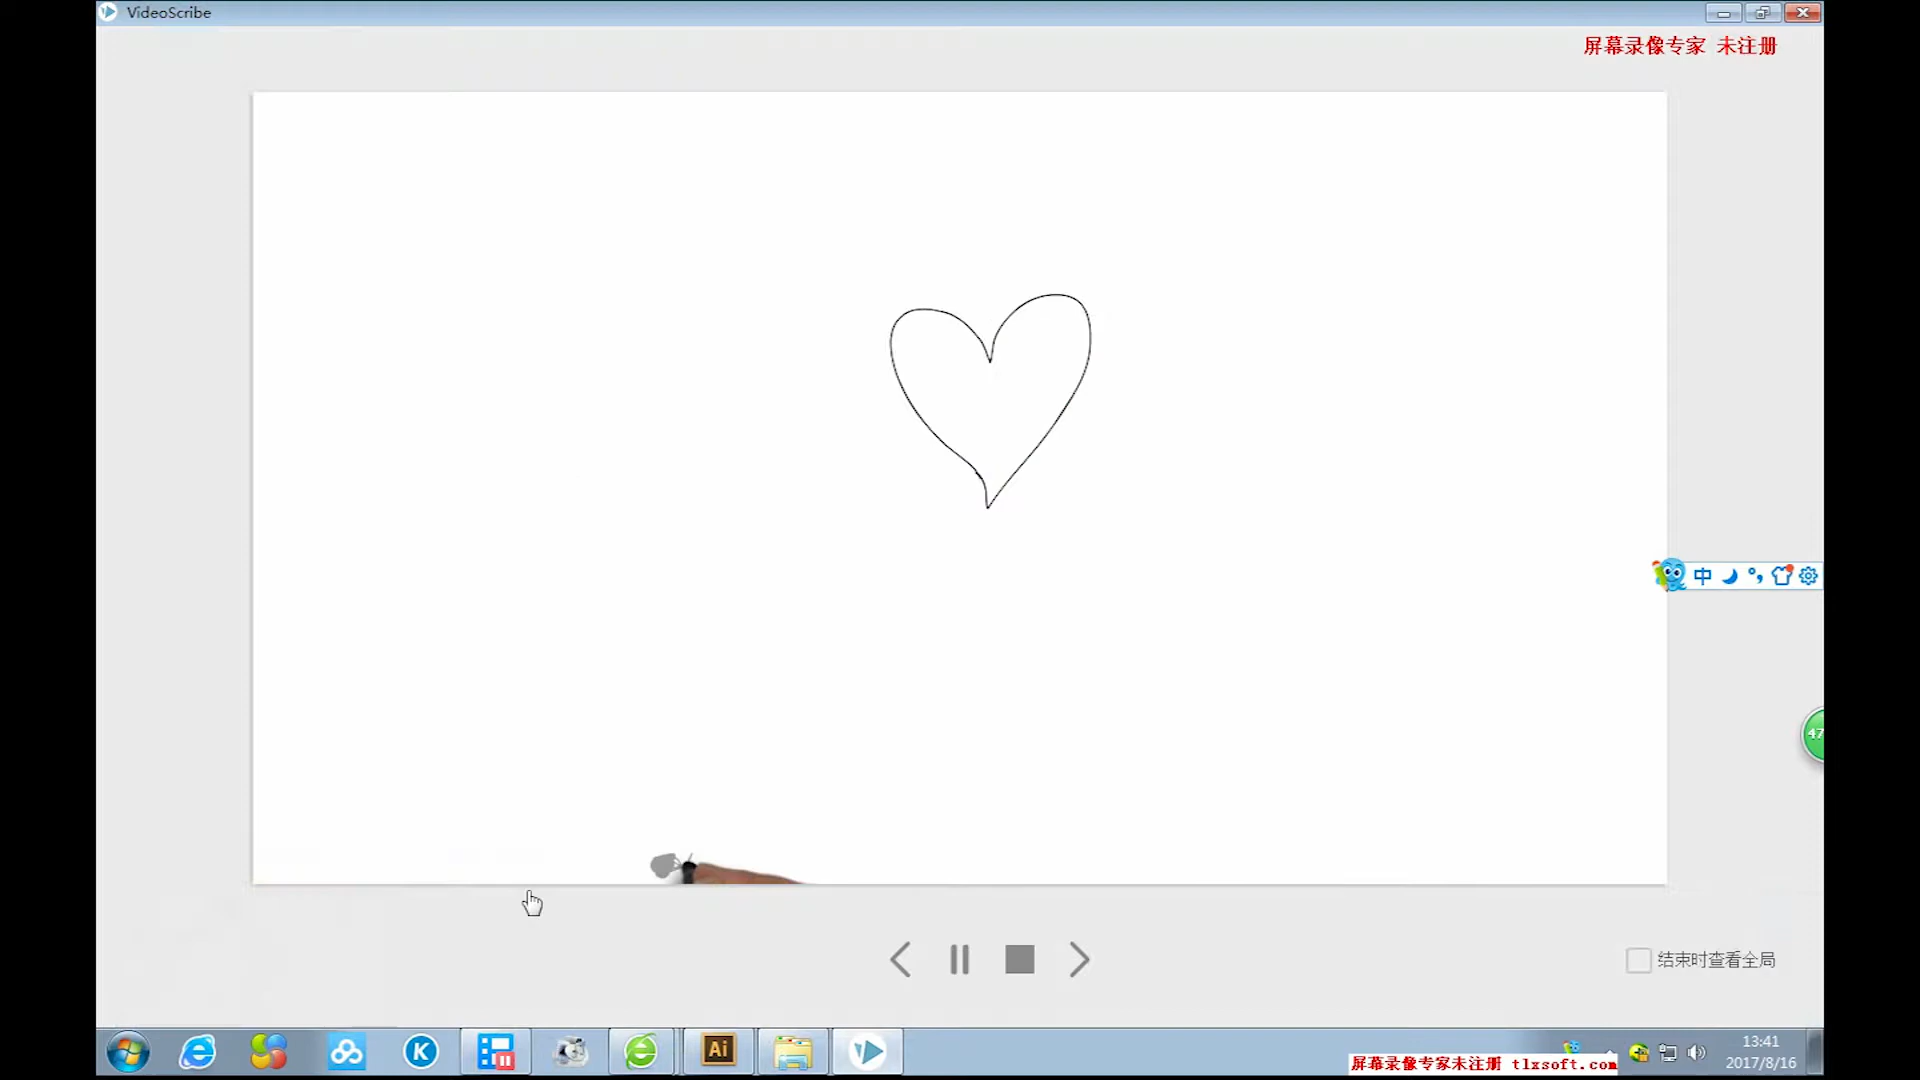 VideoScribe
屏幕录像专家 未注册
中
47
结束时查看全局
K
Ai
13:41
2017/8/16
屏幕录像专家未注册 tlxsoft.com